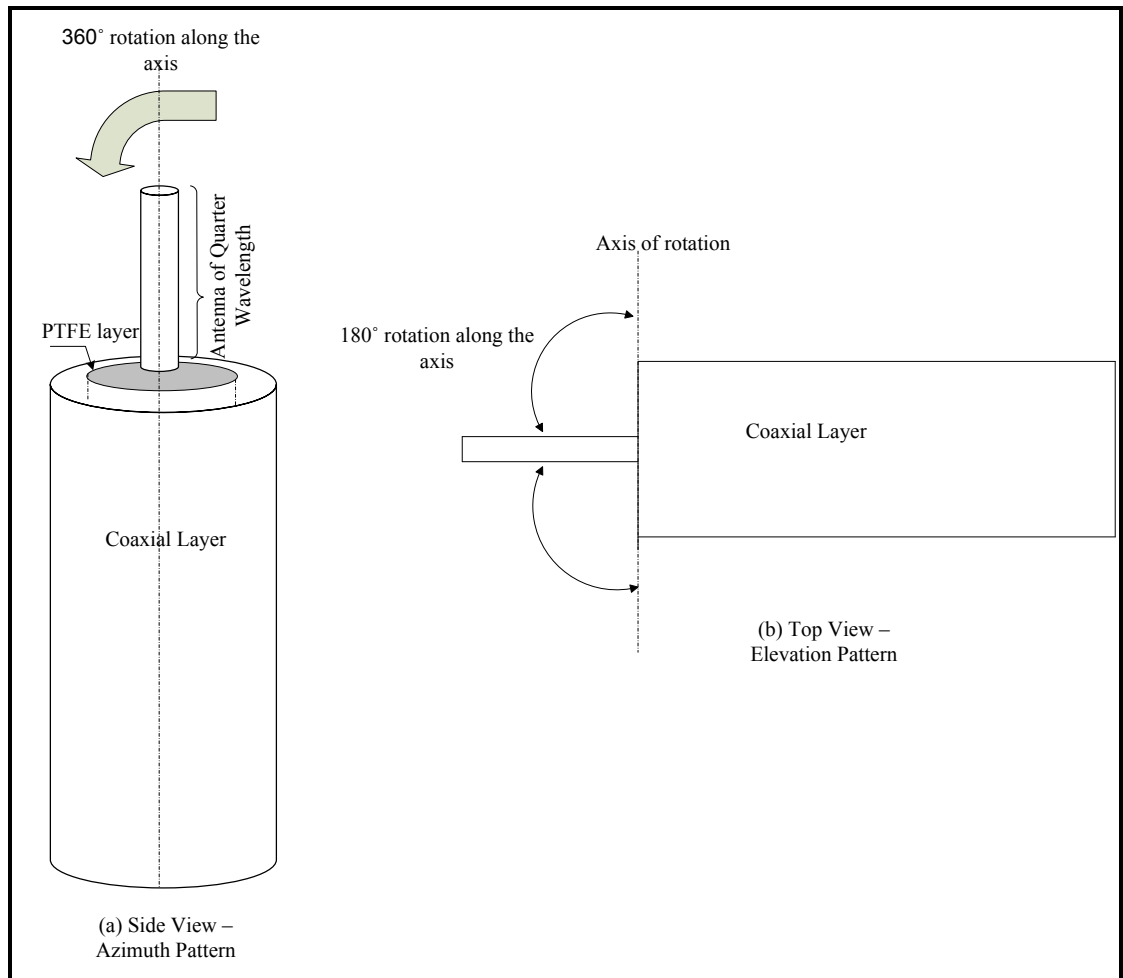 360˚ rotation along the
axis
Antenna of Quarter
Wavelength
PTFE layer
Coaxial Layer
(a) Side View –
Azimuth Pattern
Axis of rotation
180˚ rotation along the
axis
Coaxial Layer
(b) Top View –
Elevation Pattern